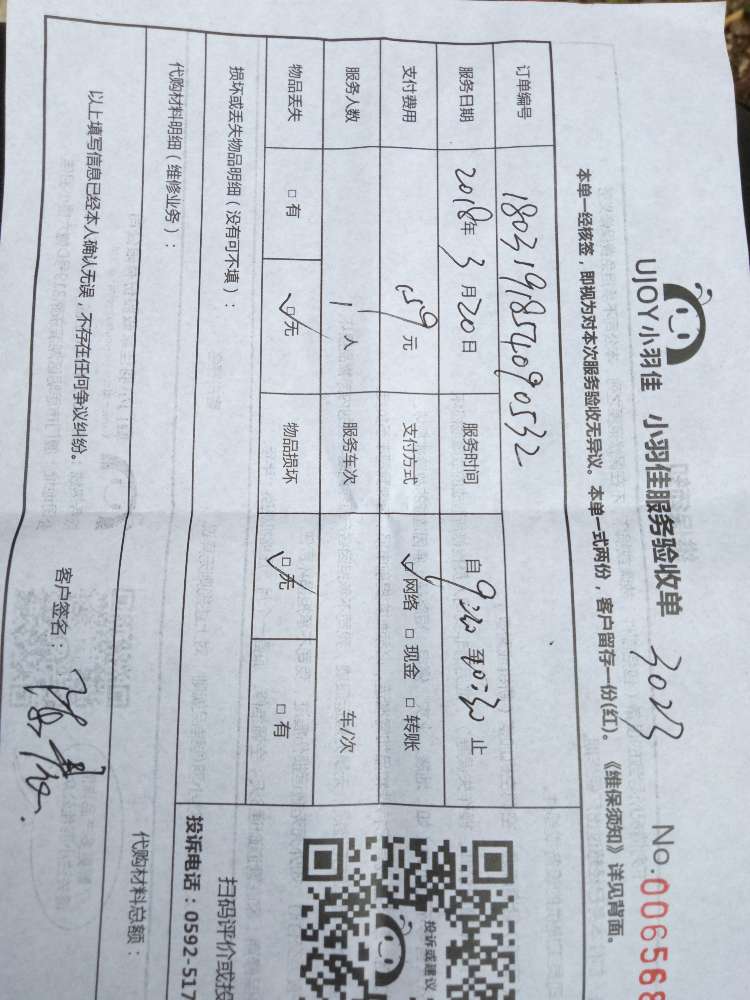 UJOY小羽佳 小羽佳服务验收单 3023 No.006568
本单一经核签，即视为对本次服务验收无异议。本单一式两份，客户留存一份(红)。《维保须知》详见背面。
订单编号 1803191854090532
服务日期 2018年3月20日 服务时间 自9:30至10:30止
支付费用 59元 支付方式 ☑网络 □现金 □转账
服务人数 1人 服务车次 车/次
物品丢失 □有 ☑无 物品损坏 ☑无 □有
损坏或丢失物品明细（没有可不填）：
代购材料明细（维修业务）：
代购材料总额：
以上填写信息已经本人确认无误，不存在任何争议纠纷。 客户签名：
投诉或建议
扫码评价或投
投诉电话：0592-517